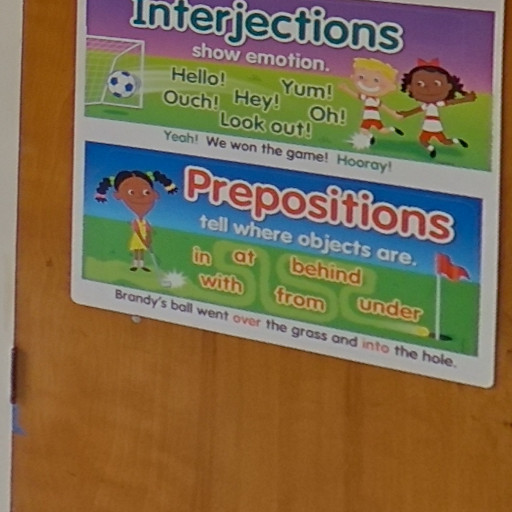 Interjections
show emotion.
Hello! Yum!
Ouch! Hey! Oh!
Look out!
Yeah! We won the game! Hooray!
Prepositions
tell where objects are.
in at behind
with from under
Brandy's ball went over the grass and into the hole.